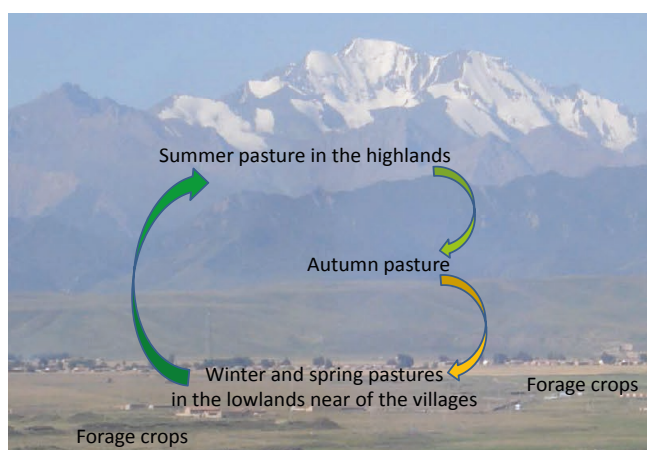 Summer pasture in the highlands
Autumn pasture
Winter and spring pastures
in the lowlands near of the villages
Forage crops
Forage crops